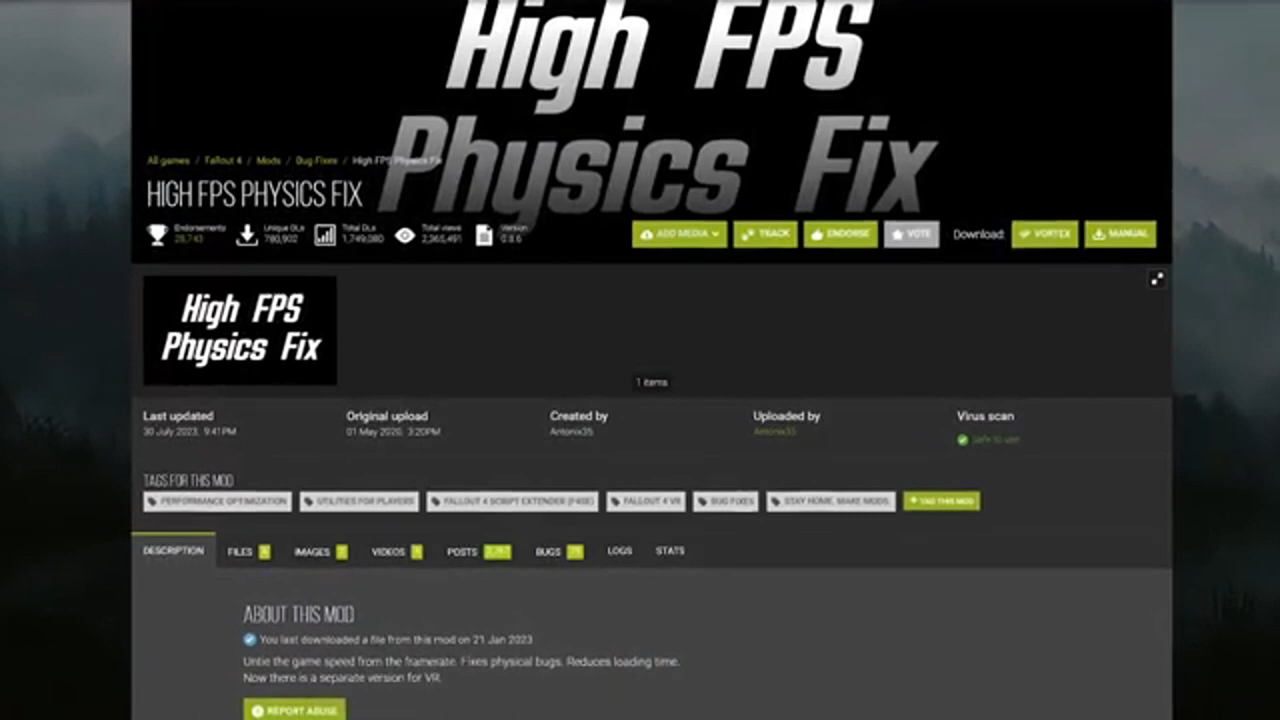 High FPS
Physics Fix
All games / Fallout 4 / Mods / Bug Fixes / High FPS Physics Fix
HIGH FPS PHYSICS FIX
Endorsements Unique DLs Total DLs Total views Version
28,743 780,902 1,749,080 2,365,491 0.8.6
ADD MEDIA TRACK ENDORSE VOTE Download: VORTEX MANUAL
High FPS
Physics Fix
1 items
Last updated Original upload Created by Uploaded by Virus scan
30 July 2023, 9:41PM 01 May 2020, 3:20PM Antonix35 Antonix35 Safe to use
TAGS FOR THIS MOD
PERFORMANCE OPTIMIZATION UTILITIES FOR PLAYERS FALLOUT 4 SCRIPT EXTENDER (F4SE) FALLOUT 4 VR BUG FIXES STAY HOME, MAKE MODS. + TAG THIS MOD
DESCRIPTION FILES IMAGES VIDEOS POSTS BUGS LOGS STATS
ABOUT THIS MOD
You last downloaded a file from this mod on 21 Jan 2023
Untie the game speed from the framerate. Fixes physical bugs. Reduces loading time.
Now there is a separate version for VR.
REPORT ABUSE